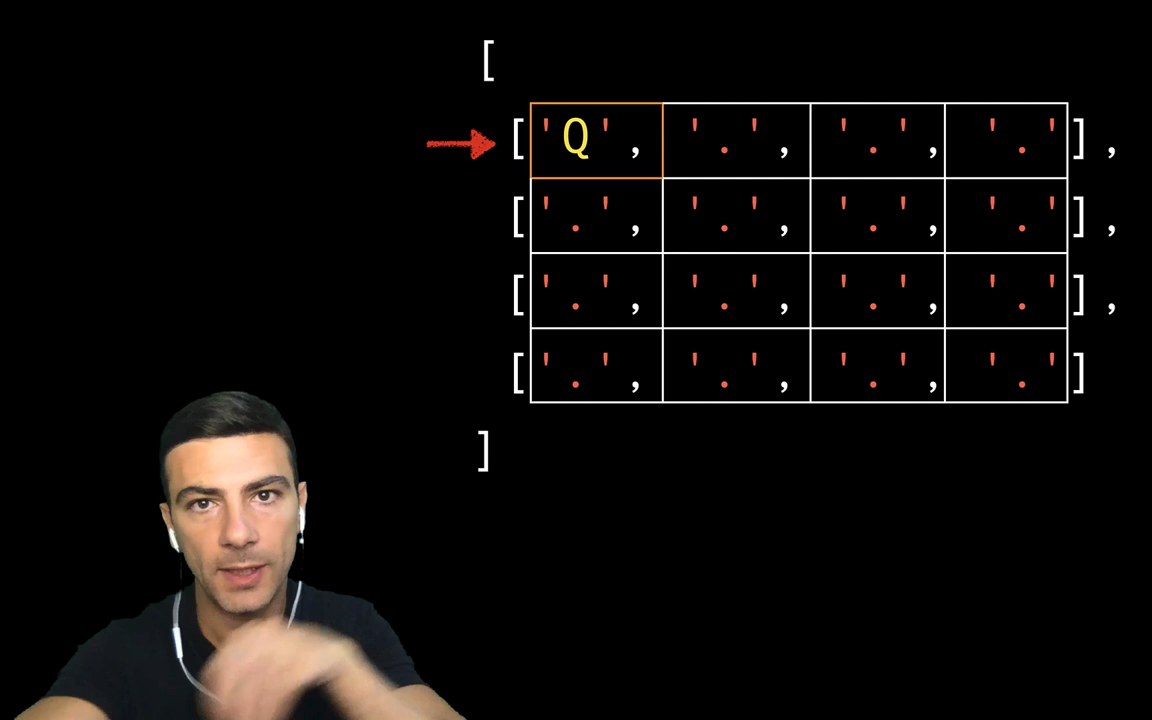 [
['Q', '.', '.', '.'],
['.', '.', '.', '.'],
['.', '.', '.', '.'],
['.', '.', '.', '.']
]